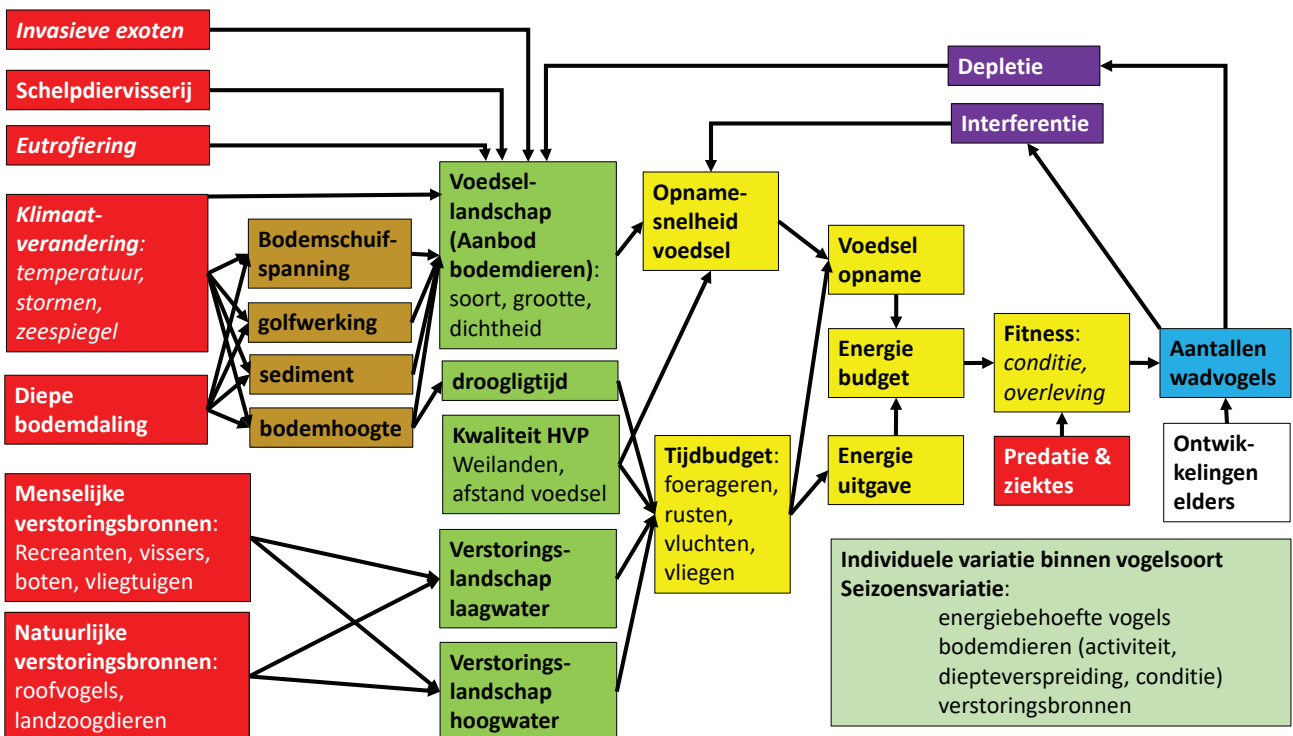 Invasieve exoten
Schelpdiervisserij
Eutrofiering
Klimaat-
verandering:
temperatuur,
stormen,
zeespiegel
Diepe
bodemdaling
Menselijke
verstoringsbronnen:
Recreanten, vissers,
boten, vliegtuigen
Natuurlijke
verstoringsbronnen:
roofvogels,
landzoogdieren
Bodemschuif-
spanning
golfwerking
sediment
bodemhoogte
Voedsel-
landschap
(Aanbod
bodemdieren):
soort, grootte,
dichtheid
droogligtijd
Kwaliteit HVP
Weilanden,
afstand voedsel
Verstorings-
landschap
laagwater
Verstorings-
landschap
hoogwater
Opname-
snelheid
voedsel
Tijdbudget:
foerageren,
rusten,
vluchten,
vliegen
Voedsel
opname
Energie
budget
Energie
uitgave
Depletie
Interferentie
Fitness:
conditie,
overleving
Predatie &
ziektes
Aantallen
wadvogels
Ontwik-
kelingen
elders
Individuele variatie binnen vogelsoort
Seizoensvariatie:
energiebehoefte vogels
bodemdieren (activiteit,
diepteverspreiding, conditie)
verstoringsbronnen